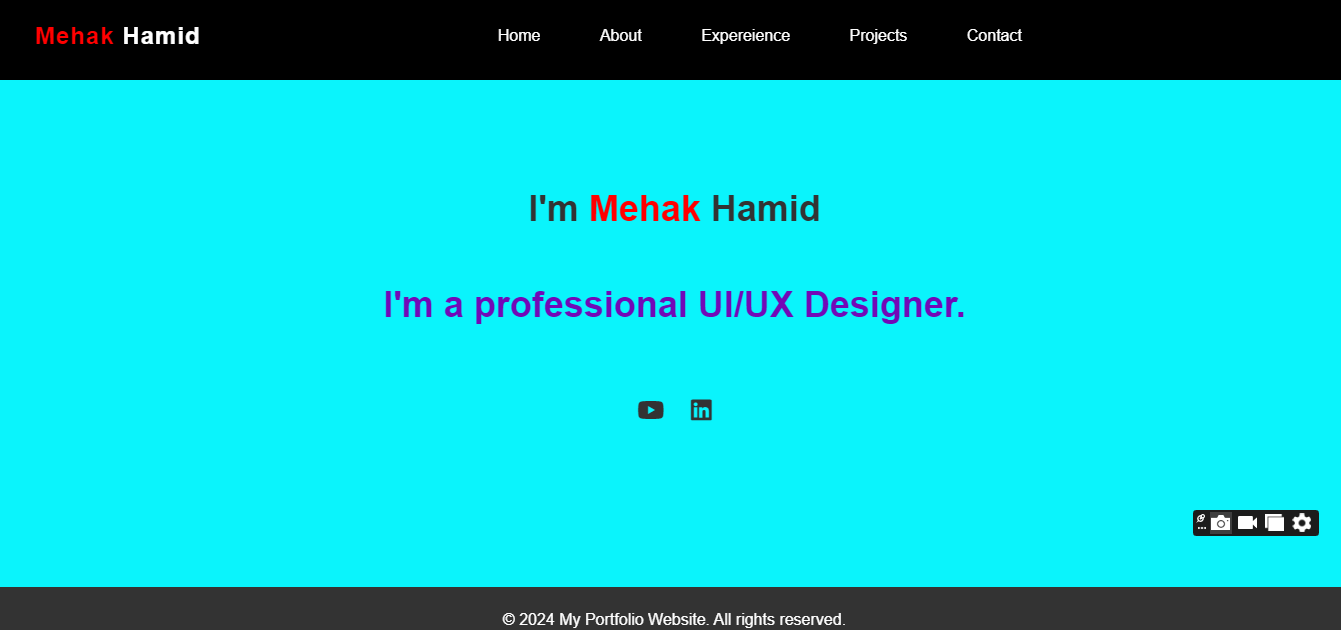 Mehak Hamid
Home About Expereience Projects Contact
I'm Mehak Hamid
I'm a professional UI/UX Designer.
in
© 2024 My Portfolio Website. All rights reserved.